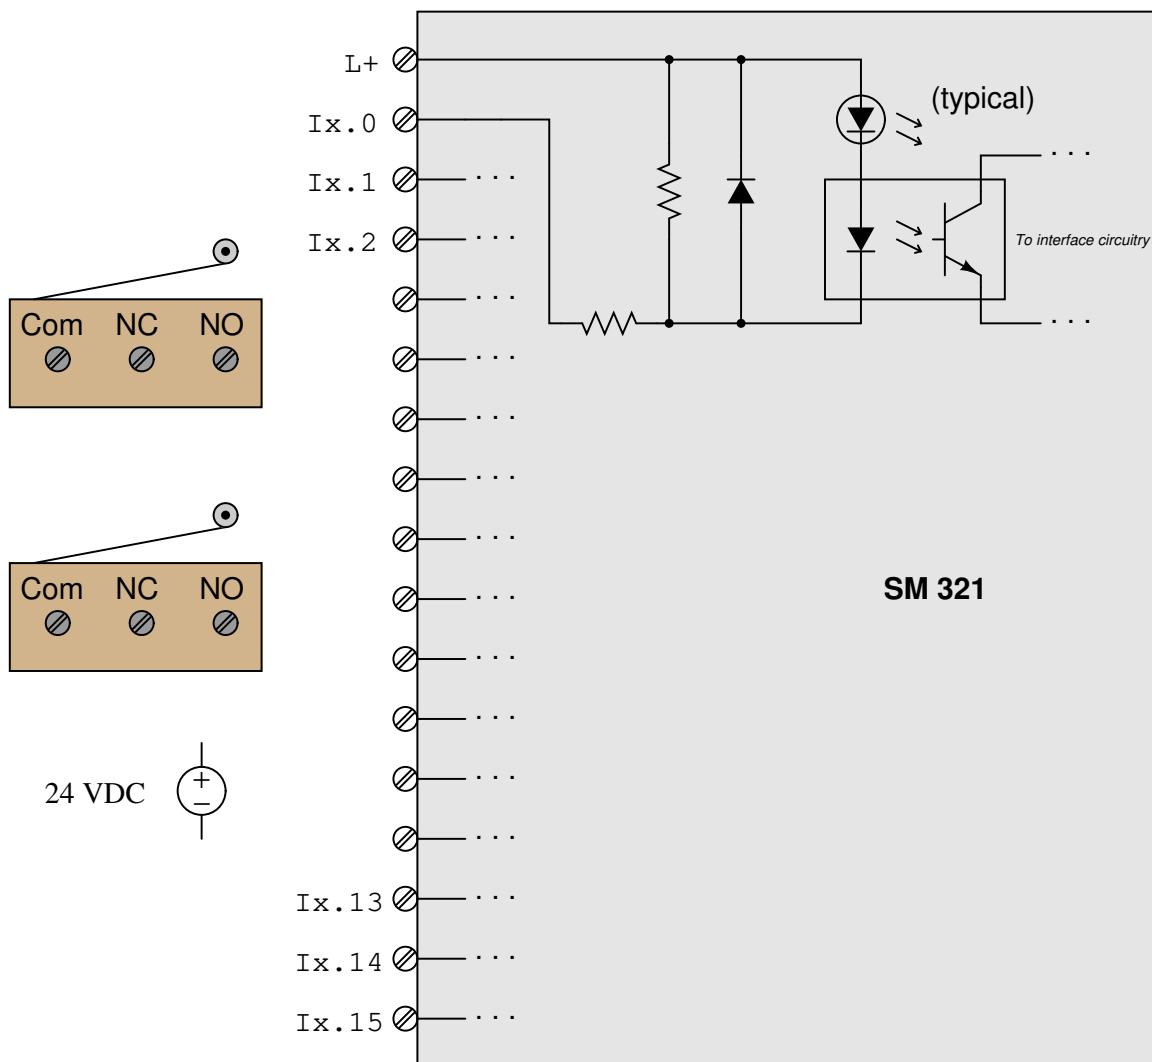 L+
(typical)
Ix.0
Ix.1
Ix.2
To interface circuitry
Com NC NO
Com NC NO
SM 321
24 VDC
+
−
Ix.13
Ix.14
Ix.15